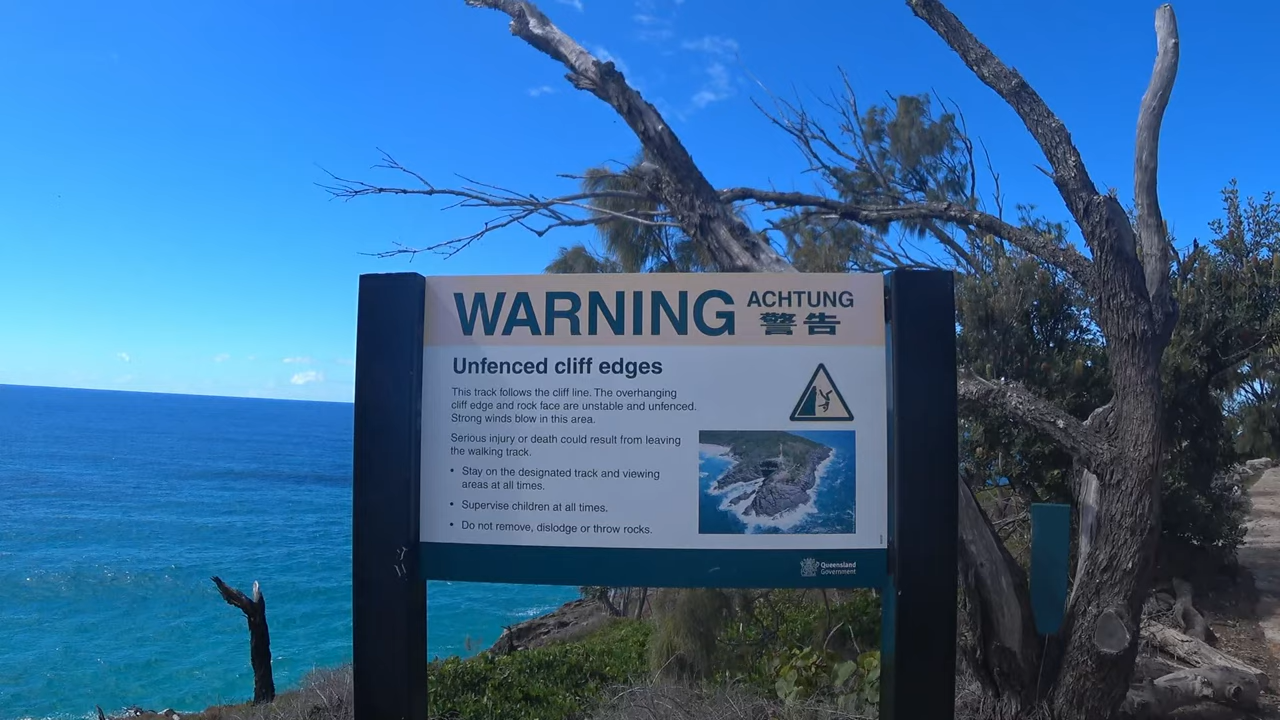 WARNING ACHTUNG
警告
Unfenced cliff edges
This track follows the cliff line. The overhanging
cliff edge and rock face are unstable and unfenced.
Strong winds blow in this area.
Serious injury or death could result from leaving
the walking track.
• Stay on the designated track and viewing
areas at all times.
• Supervise children at all times.
• Do not remove, dislodge or throw rocks.
Queensland
Government